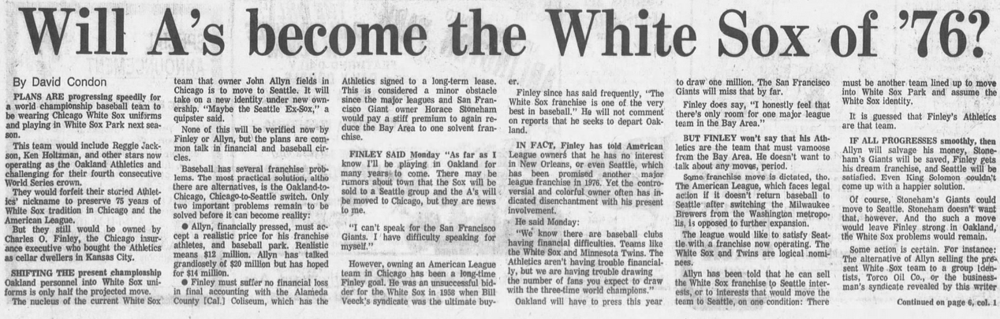 Will A's become the White Sox of '76?
By David Condon
PLANS ARE progressing speedily for
a world championship baseball team to
be wearing Chicago White Sox uniforms
and playing in White Sox Park next sea-
son.
This team would include Reggie Jack-
son, Ken Holtzman, and other stars now
operating as the Oakland Athletics and
challenging for their fourth consecutive
World Series crown.
They would forfeit their storied Athlet-
ics' nickname to preserve 75 years of
White Sox tradition in Chicago and the
American League.
But they still would be owned by
Charles O. Finley, the Chicago insur-
ance executive who bought the Athletics
as cellar dwellers in Kansas City.
SHIFTING THE present championship
Oakland personnel into White Sox uni-
forms is only half the projected move.
The nucleus of the current White Sox
team that owner John Allyn fields in
Chicago is to move to Seattle. It will
take on a new identity under new own-
ership. "Maybe the Seattle Ex-Sox," a
quipster said.
None of this will be verified now by
Finley or Allyn, but the plans are com-
mon talk in financial and baseball cir-
cles.
Baseball has several franchise prob-
lems. The most practical solution, altho
there are alternatives, is the Oakland-to-
Chicago, Chicago-to-Seattle switch. Only
two important problems remain to be
solved before it can become reality:
● Allyn, financially pressed, must ac-
cept a realistic price for his franchise
athletes, and baseball park. Realistic
means $12 million. Allyn has talked
grandiosely of $20 million but has hoped
for $14 million.
● Finley must suffer no financial loss
in final accounting with the Alameda
County [Cal.] Coliseum, which has the
Athletics signed to a long-term lease.
This is considered a minor obstacle
since the major leagues and San Fran-
cisco Giant owner Horace Stoneham
would pay a stiff premium to again re-
duce the Bay Area to one solvent fran-
chise.
FINLEY SAID Monday "As far as I
know I'll be playing in Oakland for
many years to come. There may be
rumors about town that the Sox will be
sold to a Seattle group and the A's will
be moved to Chicago, but they are news
to me.
"I can't speak for the San Francisco
Giants. I have difficulty speaking for
myself."
However, owning an American League
team in Chicago has been a long-time
Finley goal. He was an unsuccessful bid-
der for the White Sox in 1958 when Bill
Veeck's syndicate was the ultimate buy-
er.
Finley since has said frequently, "The
White Sox franchise is one of the very
best in baseball." He will not comment
on reports that he seeks to depart Oak-
land.
IN FACT, Finley has told American
League owners that he has no interest
in New Orleans, or even Seattle, which
has been promised another major
league franchise in 1976. Yet the contro-
versial and colorful owner often has in-
dicated disenchantment with his present
involvement.
He said Monday:
"We know there are baseball clubs
having financial difficulties. Teams like
the White Sox and Minnesota Twins. The
Athletics aren't having trouble financial-
ly, but we are having trouble drawing
the number of fans you expect to draw
with the three-time world champions."
Oakland will have to press this year
to draw one million. The San Francisco
Giants will miss that by far.
Finley does say, "I honestly feel that
there's only room for one major league
team in the Bay Area."
BUT FINLEY won't say that his Ath-
letics are the team that must vamoose
from the Bay Area. He doesn't want to
talk about any moves, period.
Some franchise move is dictated, tho.
The American League, which faces legal
action if it doesn't return baseball to
Seattle after switching the Milwaukee
Brewers from the Washington metropo-
lis, is opposed to further expansion.
The league would like to satisfy Seat-
tle with a franchise now operating. The
White Sox and Twins are logical nomi-
nees.
Allyn has been told that he can sell
the White Sox franchise to Seattle inter-
ests, or to interests that would move the
team to Seattle, on one condition: There
must be another team lined up to move
into White Sox Park and assume the
White Sox identity.
It is guessed that Finley's Athletics
are that team.
IF ALL PROGRESSES smoothly, then
Allyn will salvage his money, Stone-
ham's Giants will be saved, Finley gets
his dream franchise, and Seattle will be
satisfied. Even King Solomon couldn't
come up with a happier solution.
Of course, Stoneham's Giants could
move to Seattle. Stoneham doesn't want
that, however. And tho such a move
would leave Finley strong in Oakland,
the White Sox problems would remain.
Some action is certain. For instance:
The alternative of Allyn selling the pre-
sent White Sox team to a group [den-
tists, Torco Oil Co., or the business-
man's syndicate revealed by this writer
Continued on page 6, col. 1